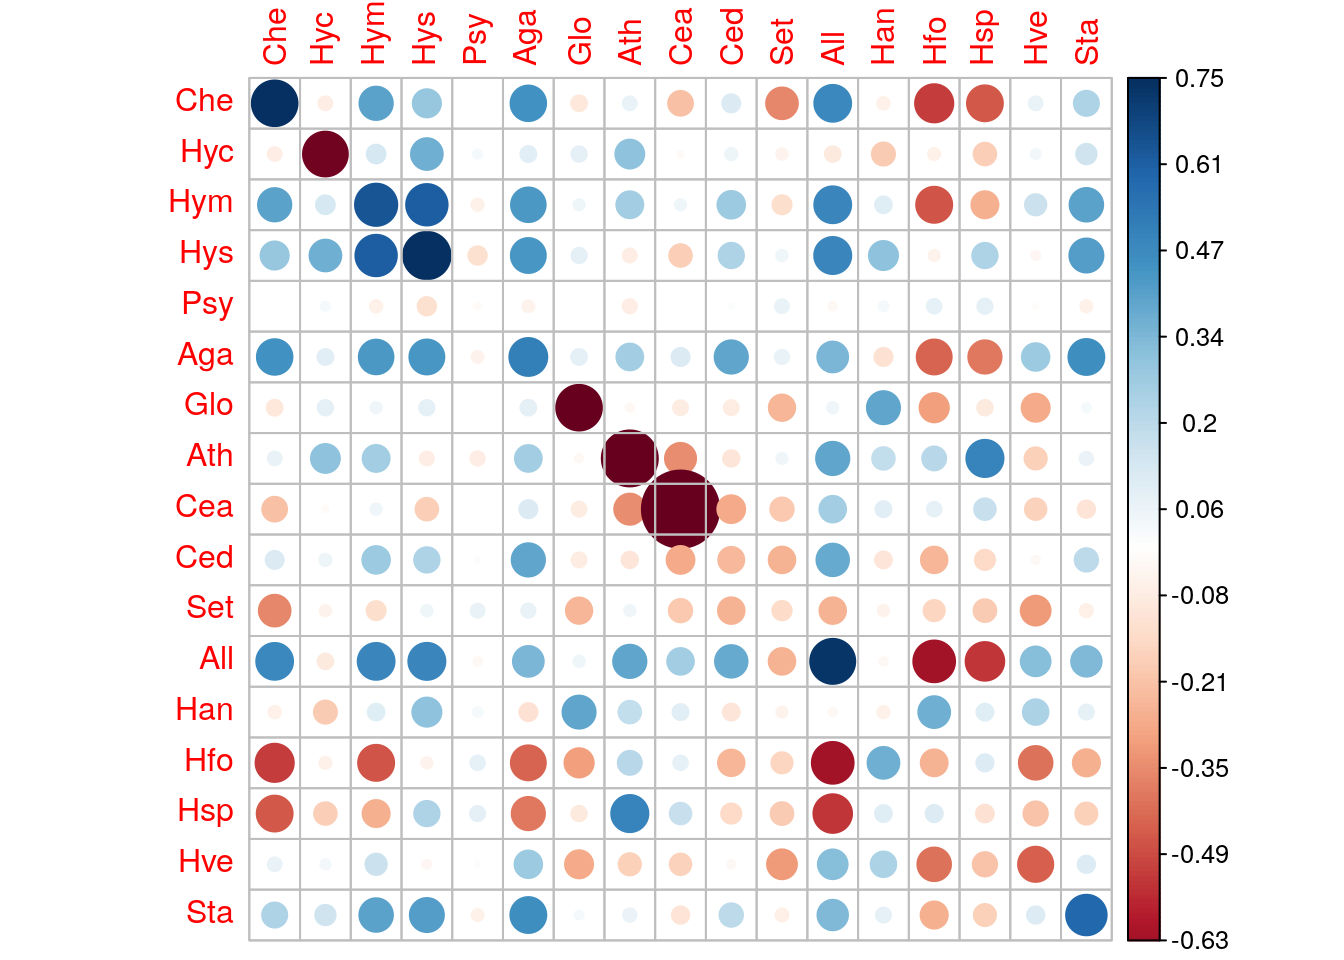 Che Hyc Hym Hys Psy Aga Glo Ath Cea Ced Set All Han Hfo Hsp Hve Sta
Che
Hyc
Hym
Hys
Psy
Aga
Glo
Ath
Cea
Ced
Set
All
Han
Hfo
Hsp
Hve
Sta
0.75
0.61
0.47
0.34
0.2
0.06
-0.08
-0.21
-0.35
-0.49
-0.63